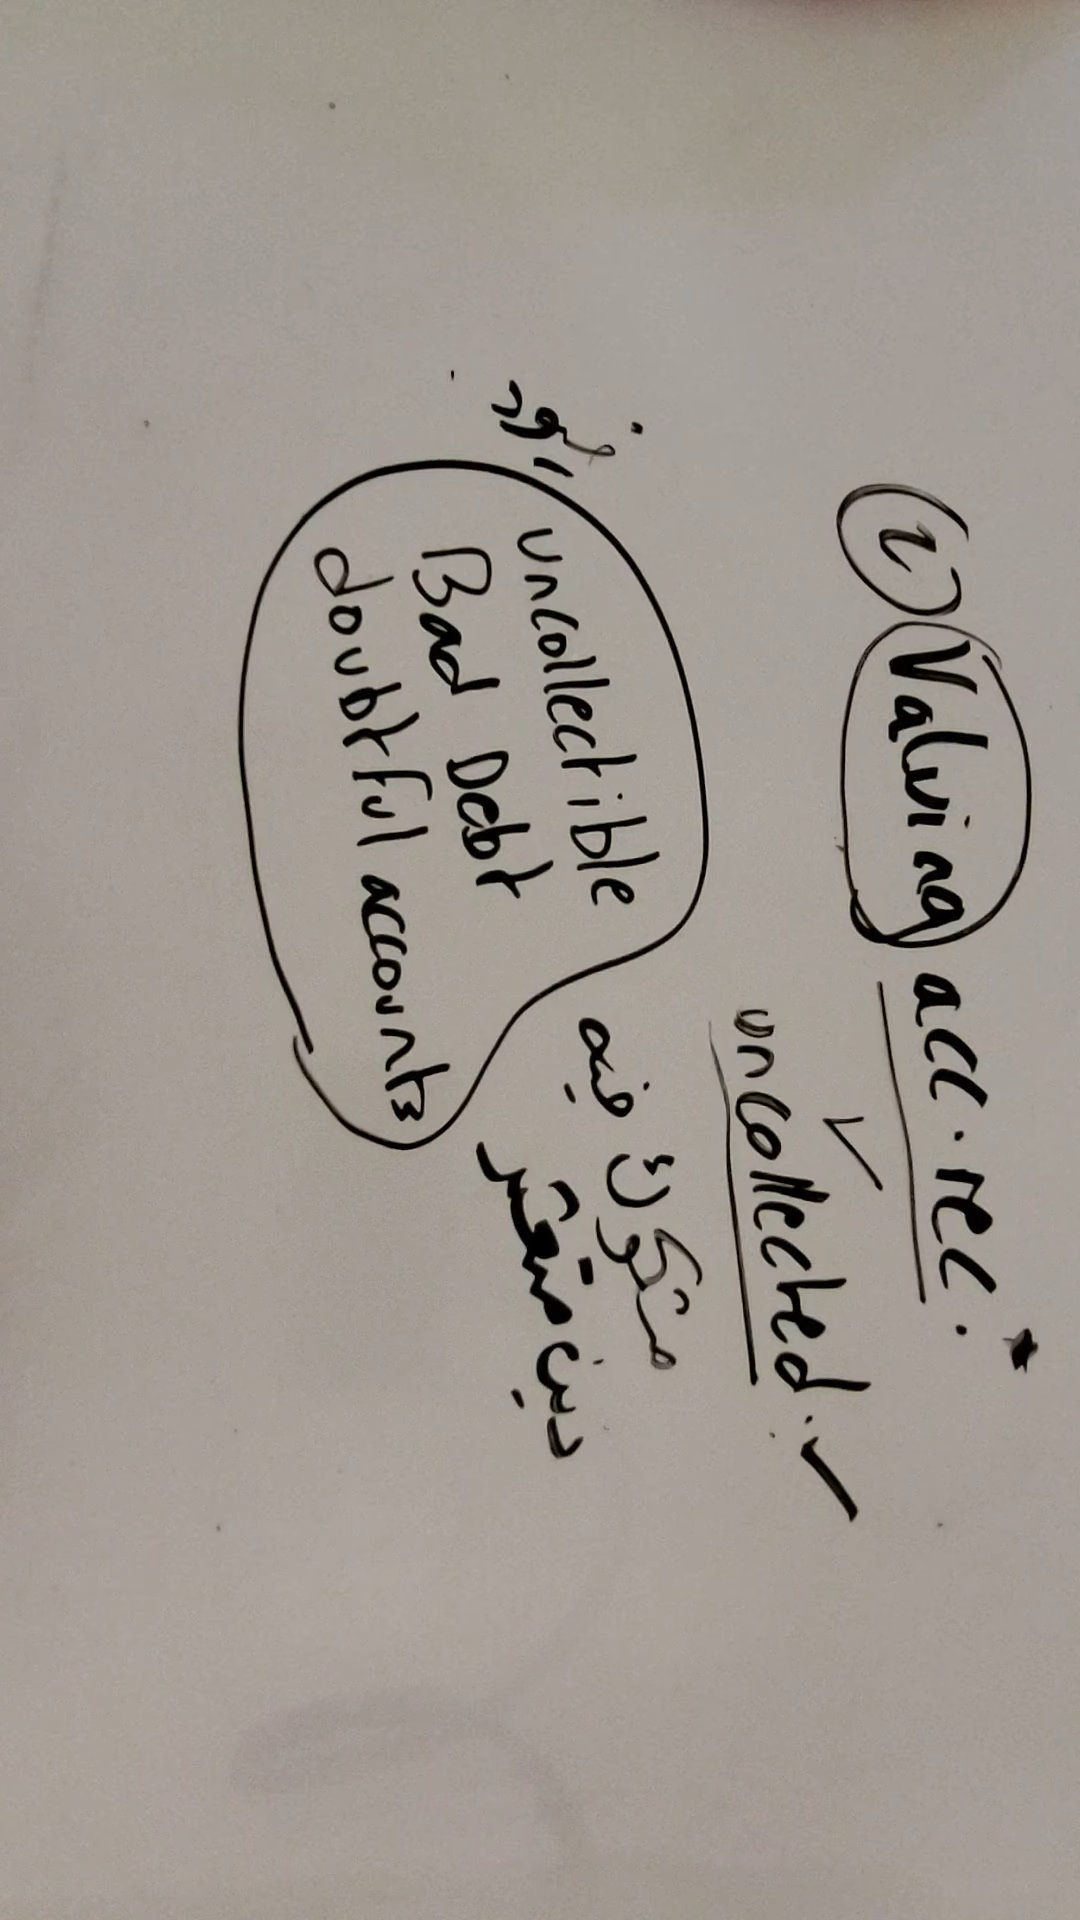 ② Valuing acc. rec. *
✓
uncollected. ✓
uncollectible
مشكوك فيه
Bad Debt
دين متعثر
doubtful accounts